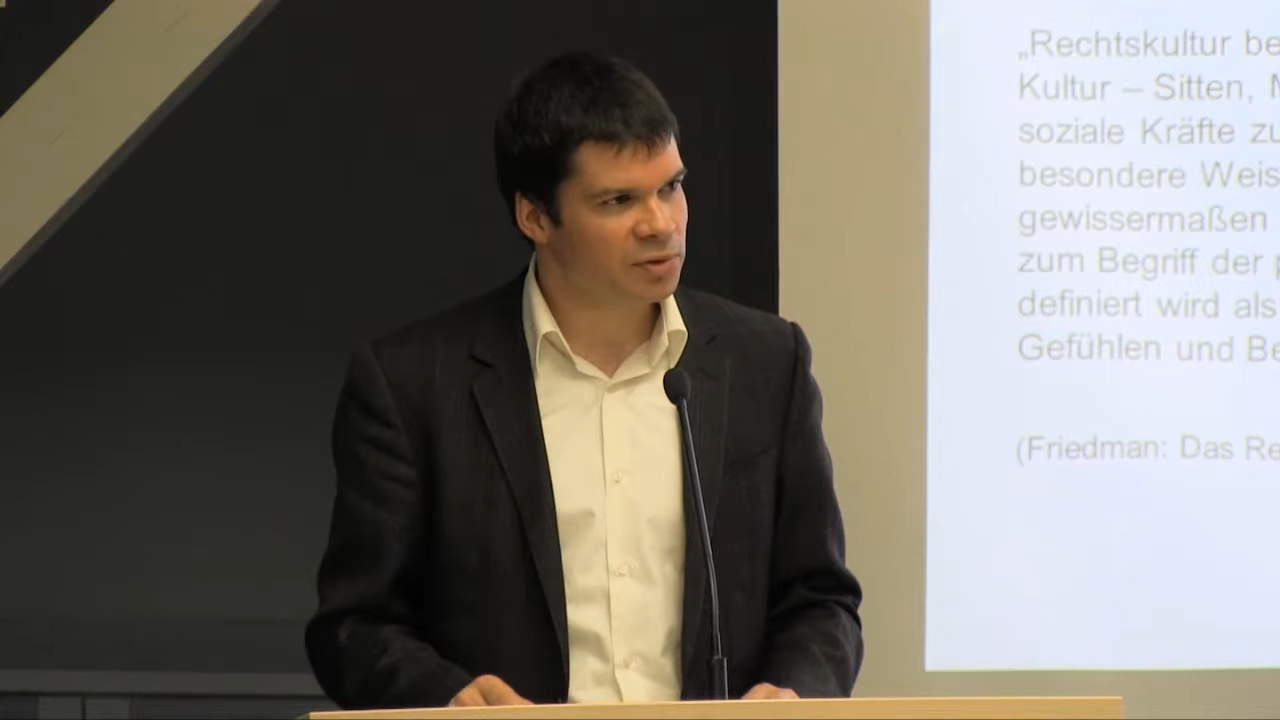 „Rechtskultur be
Kultur – Sitten, M
soziale Kräfte zu
besondere Weis
gewissermaßen
zum Begriff der p
definiert wird als
Gefühlen und Be
(Friedman: Das Re